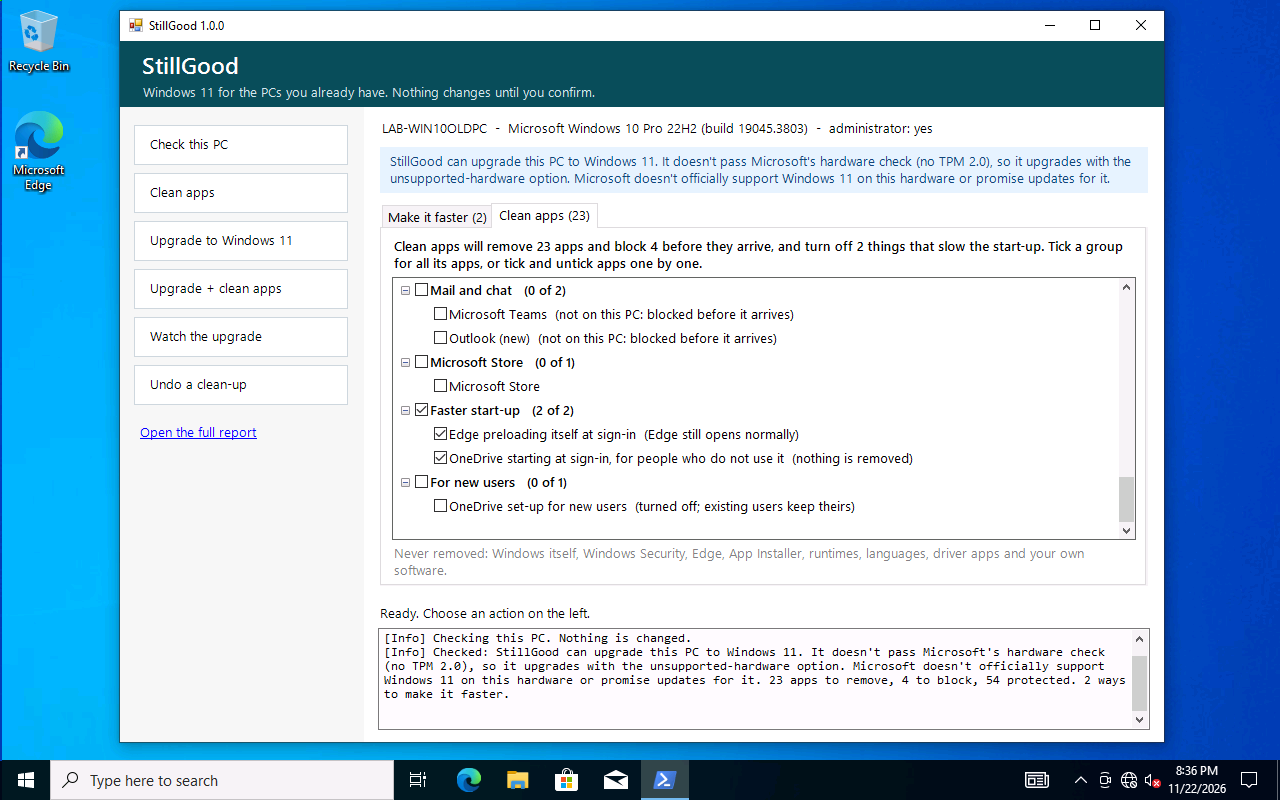 StillGood 1.0.0
Recycle Bin
Microsoft
Edge
StillGood
Windows 11 for the PCs you already have. Nothing changes until you confirm.
Check this PC
Clean apps
Upgrade to Windows 11
Upgrade + clean apps
Watch the upgrade
Undo a clean-up
Open the full report
LAB-WIN10OLDPC - Microsoft Windows 10 Pro 22H2 (build 19045.3803) - administrator: yes
StillGood can upgrade this PC to Windows 11. It doesn't pass Microsoft's hardware check (no TPM 2.0), so it upgrades with the
unsupported-hardware option. Microsoft doesn't officially support Windows 11 on this hardware or promise updates for it.
Make it faster (2)
Clean apps (23)
Clean apps will remove 23 apps and block 4 before they arrive, and turn off 2 things that slow the start-up. Tick a group
for all its apps, or tick and untick apps one by one.
Mail and chat (0 of 2)
Microsoft Teams (not on this PC: blocked before it arrives)
Outlook (new) (not on this PC: blocked before it arrives)
Microsoft Store (0 of 1)
Microsoft Store
Faster start-up (2 of 2)
Edge preloading itself at sign-in (Edge still opens normally)
OneDrive starting at sign-in, for people who do not use it (nothing is removed)
For new users (0 of 1)
OneDrive set-up for new users (turned off; existing users keep theirs)
Never removed: Windows itself, Windows Security, Edge, App Installer, runtimes, languages, driver apps and your own
software.
Ready. Choose an action on the left.
[Info] Checking this PC. Nothing is changed.
[Info] Checked: StillGood can upgrade this PC to Windows 11. It doesn't pass Microsoft's hardware check
(no TPM 2.0), so it upgrades with the unsupported-hardware option. Microsoft doesn't officially support
Windows 11 on this hardware or promise updates for it. 23 apps to remove, 4 to block, 54 protected. 2 ways
to make it faster.
Type here to search
8:36 PM
11/22/2026